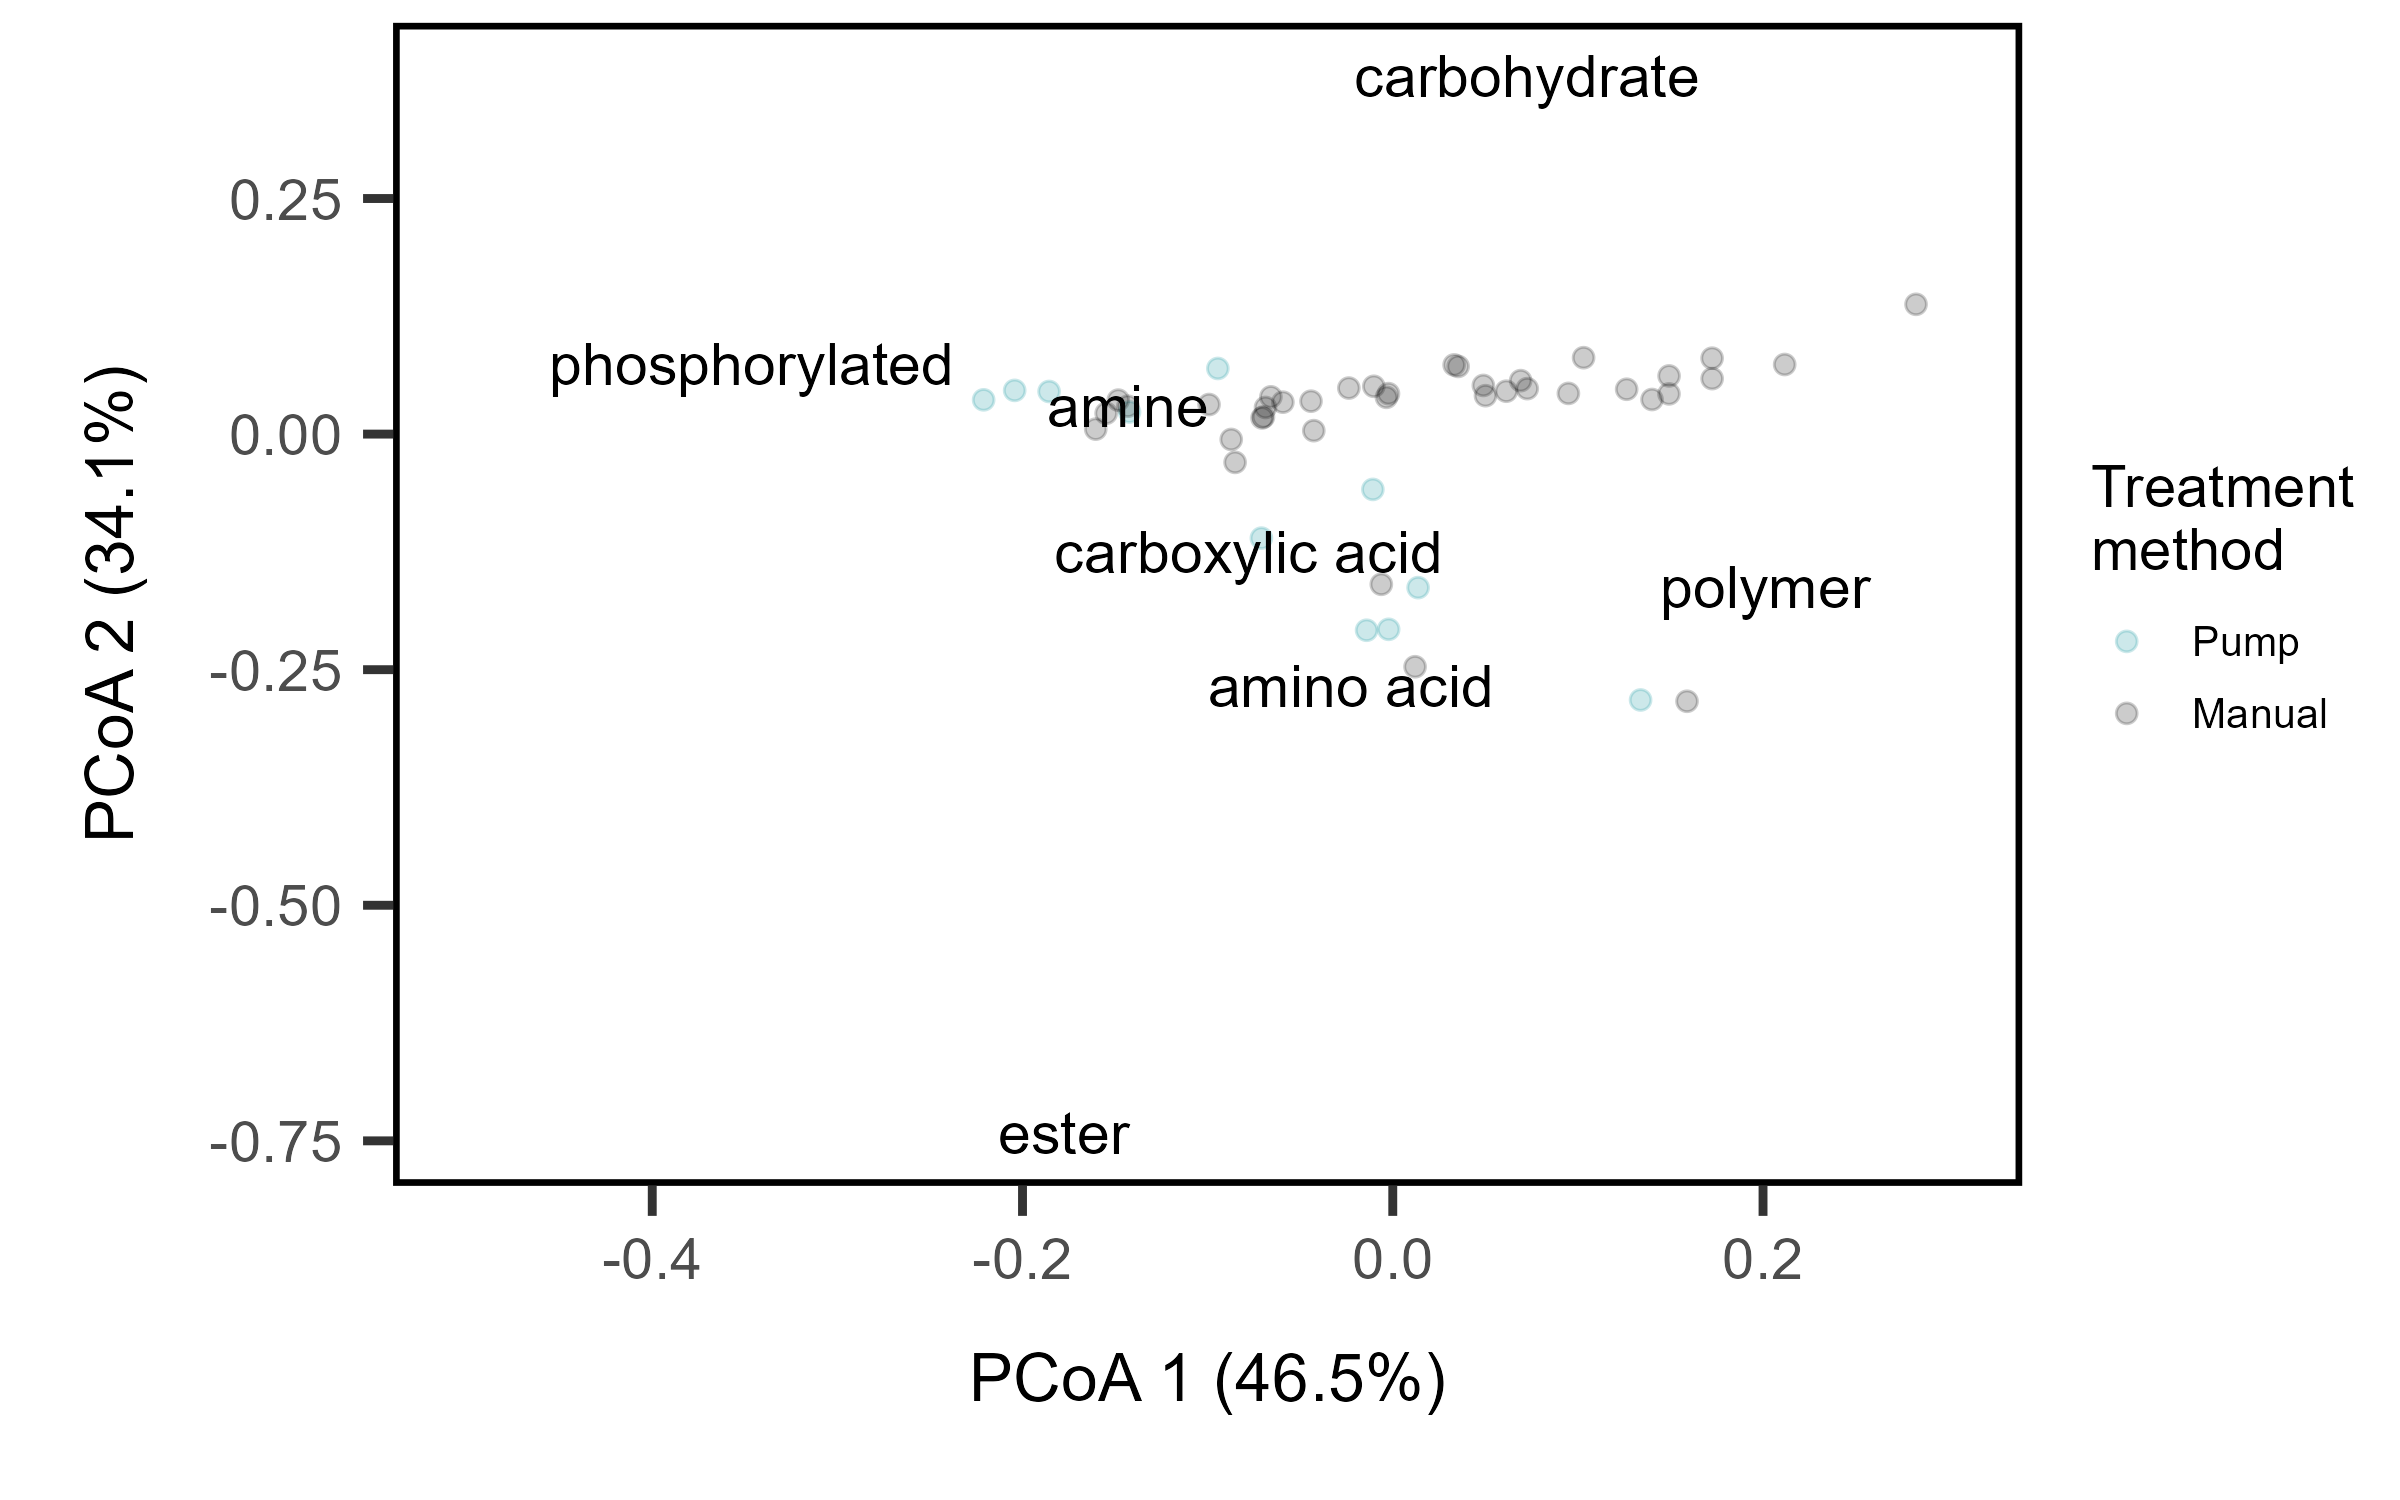 carbohydrate
0.25
phosphorylated
amine
0.00
carboxylic acid
polymer
-0.25
amino acid
-0.50
-0.75
ester
PCoA 2 (34.1%)
-0.4
-0.2
0.0
0.2
PCoA 1 (46.5%)
Treatment
method
Pump
Manual